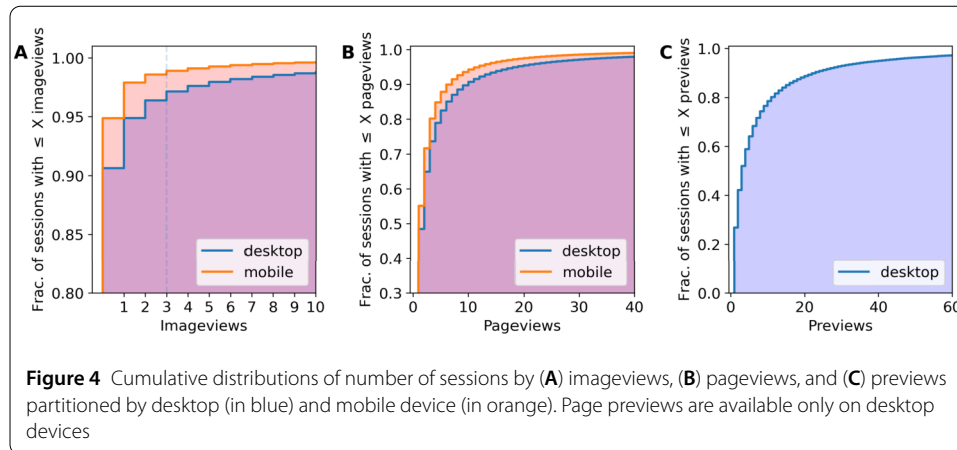 A
Frac. of sessions with ≤ X imageviews
1.00
0.95
0.90
0.85
0.80
desktop
mobile
1 2 3 4 5 6 7 8 9 10
Imageviews
B
Frac. of sessions with ≤ X pageviews
1.0
0.9
0.8
0.7
0.6
0.5
0.4
0.3
desktop
mobile
0 10 20 30 40
Pageviews
C
Frac. of sessions with ≤ X previews
1.0
0.8
0.6
0.4
0.2
0.0
desktop
0 20 40 60
Previews
Figure 4 Cumulative distributions of number of sessions by (A) imageviews, (B) pageviews, and (C) previews
partitioned by desktop (in blue) and mobile device (in orange). Page previews are available only on desktop
devices